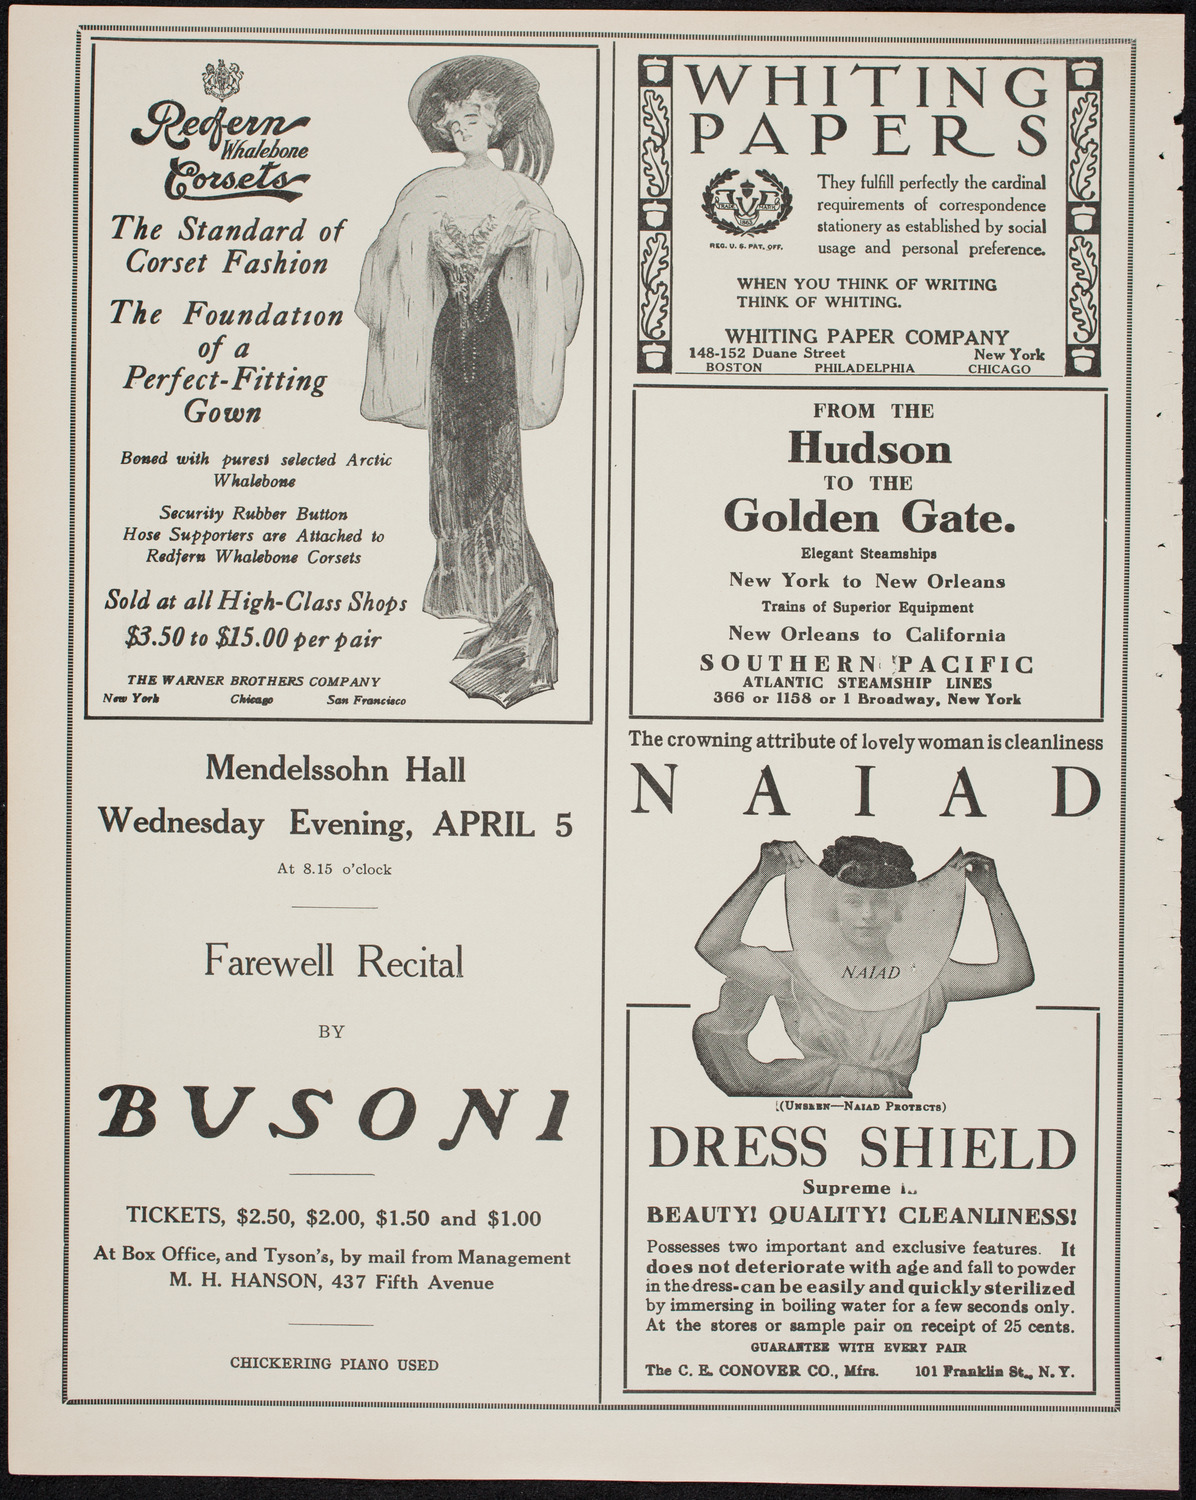 Redfern
Whalebone
Corsets
The Standard of
Corset Fashion
The Foundation
of a
Perfect-Fitting
Gown
Boned with purest selected Arctic
Whalebone
Security Rubber Button
Hose Supporters are Attached to
Redfern Whalebone Corsets
Sold at all High-Class Shops
$3.50 to $15.00 per pair
THE WARNER BROTHERS COMPANY
New York Chicago San Francisco
Mendelssohn Hall
Wednesday Evening, APRIL 5
At 8.15 o'clock
Farewell Recital
BY
BUSONI
TICKETS, $2.50, $2.00, $1.50 and $1.00
At Box Office, and Tyson's, by mail from Management
M. H. HANSON, 437 Fifth Avenue
CHICKERING PIANO USED
WHITING
PAPERS
TRADE MARK
1865
REG. U. S. PAT. OFF.
They fulfill perfectly the cardinal
requirements of correspondence
stationery as established by social
usage and personal preference.
WHEN YOU THINK OF WRITING
THINK OF WHITING.
WHITING PAPER COMPANY
148-152 Duane Street New York
BOSTON PHILADELPHIA CHICAGO
FROM THE
Hudson
TO THE
Golden Gate.
Elegant Steamships
New York to New Orleans
Trains of Superior Equipment
New Orleans to California
SOUTHERN PACIFIC
ATLANTIC STEAMSHIP LINES
366 or 1158 or 1 Broadway, New York
The crowning attribute of lovely woman is cleanliness
NAIAD
NAIAD
(UNSEEN—NAIAD PROTECTS)
DRESS SHIELD
Supreme
BEAUTY! QUALITY! CLEANLINESS!
Possesses two important and exclusive features. It
does not deteriorate with age and fall to powder
in the dress-can be easily and quickly sterilized
by immersing in boiling water for a few seconds only.
At the stores or sample pair on receipt of 25 cents.
GUARANTEE WITH EVERY PAIR
The C. E. CONOVER CO., Mfrs. 101 Franklin St., N. Y.